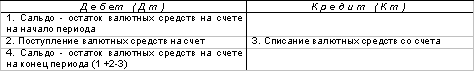 Дебет (Дт) Кредит (Кт)
1. Сальдо - остаток валютных средств на счете
на начало периода
2. Поступление валютных средств на счет 3. Списание валютных средств со счета
4. Сальдо - остаток валютных средств на счете
на конец периода (1 +2-3)